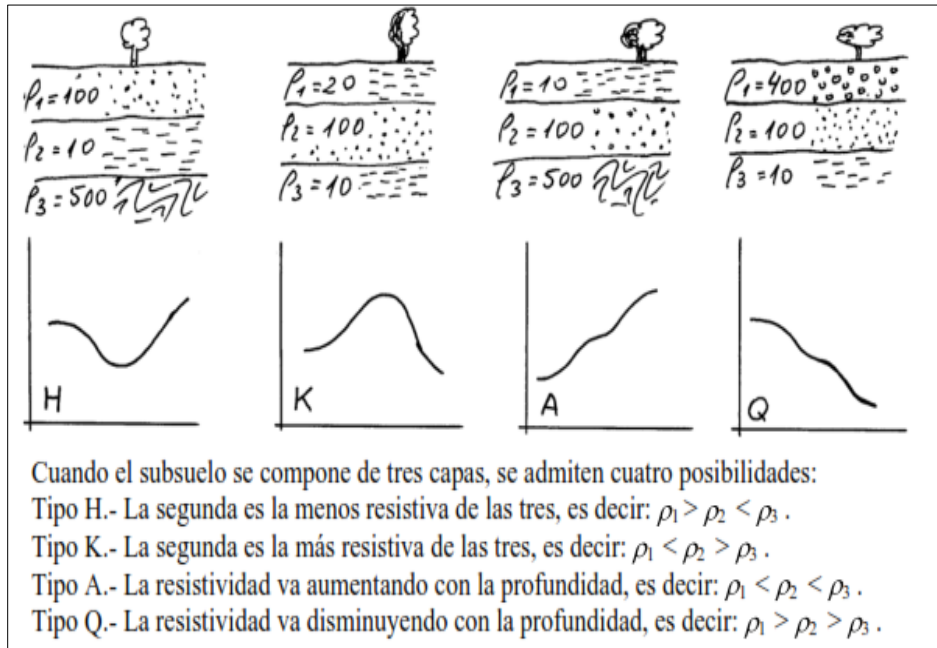 ρ₁=100
ρ₂=10
ρ₃=500
ρ₁=20
ρ₂=100
ρ₃=10
ρ₁=10
ρ₂=100
ρ₃=500
ρ₁=400
ρ₂=100
ρ₃=10
H
K
A
Q
Cuando el subsuelo se compone de tres capas, se admiten cuatro posibilidades:
Tipo H.- La segunda es la menos resistiva de las tres, es decir: ρ₁ > ρ₂ < ρ₃ .
Tipo K.- La segunda es la más resistiva de las tres, es decir: ρ₁ < ρ₂ > ρ₃ .
Tipo A.- La resistividad va aumentando con la profundidad, es decir: ρ₁ < ρ₂ < ρ₃ .
Tipo Q.- La resistividad va disminuyendo con la profundidad, es decir: ρ₁ > ρ₂ > ρ₃ .